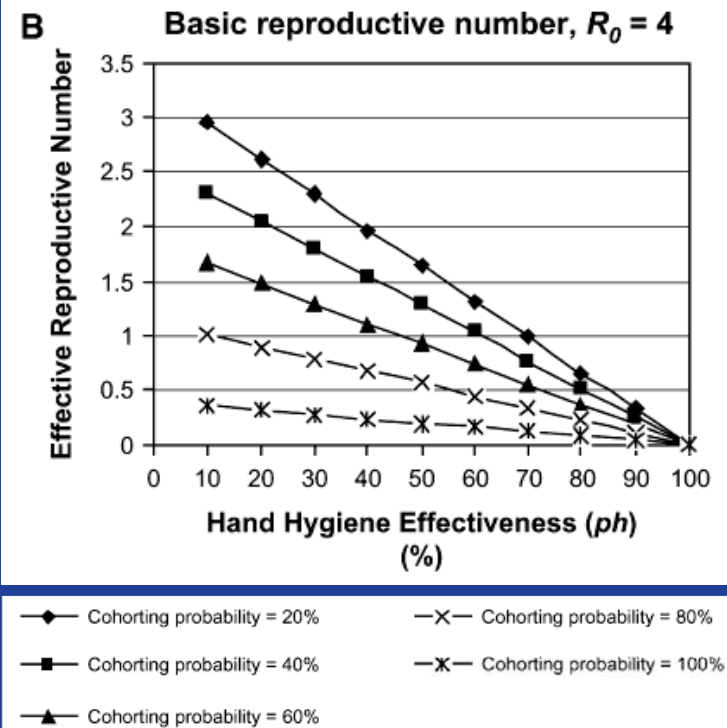 B
Basic reproductive number, R0 = 4
Effective Reproductive Number
3.5
3
2.5
2
1.5
1
0.5
0
0 10 20 30 40 50 60 70 80 90 100
Hand Hygiene Effectiveness (ph)
(%)
Cohorting probability = 20%
Cohorting probability = 80%
Cohorting probability = 40%
Cohorting probability = 100%
Cohorting probability = 60%